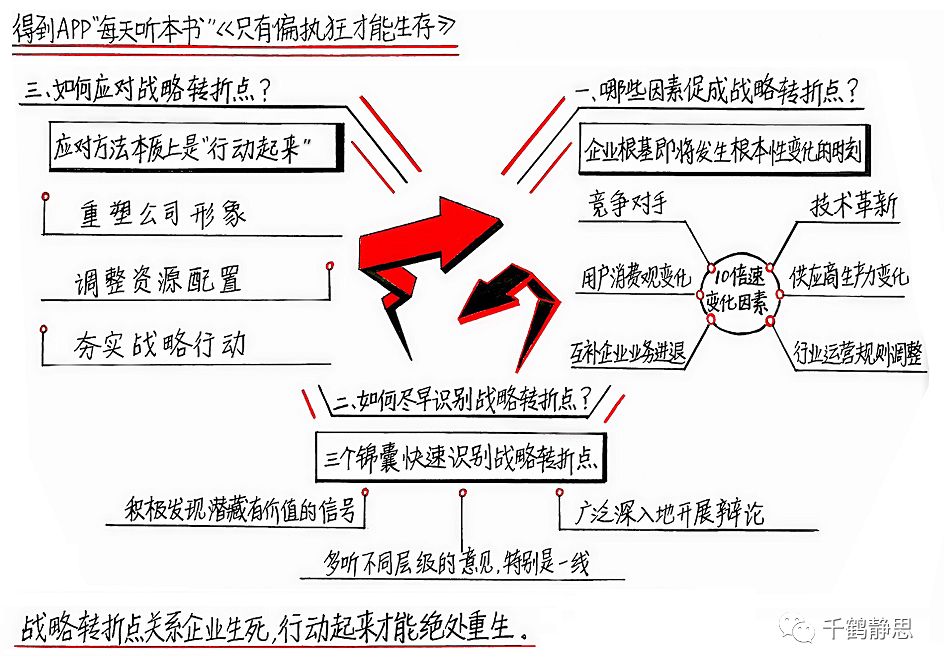 得到APP“每天听本书”《只有偏执狂才能生存》
一、哪些因素促成战略转折点？
企业根基即将发生根本性变化的时刻
竞争对手
技术革新
用户消费观变化
10倍速
变化因素
供应商生产力变化
互补企业业务进退
行业运营规则调整
二、如何尽早识别战略转折点？
三个锦囊快速识别战略转折点
积极发现潜藏有价值的信号
多听不同层级的意见，特别是一线
广泛深入地开展辩论
三、如何应对战略转折点？
应对方法本质上是“行动起来”
重塑公司形象
调整资源配置
夯实战略行动
战略转折点关系企业生死，行动起来才能绝处重生。
千鹤静思